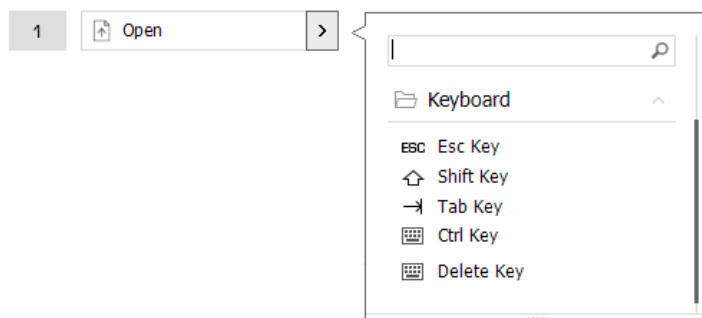 1
Open
Keyboard
ESC Esc Key
Shift Key
Tab Key
Ctrl Key
Delete Key